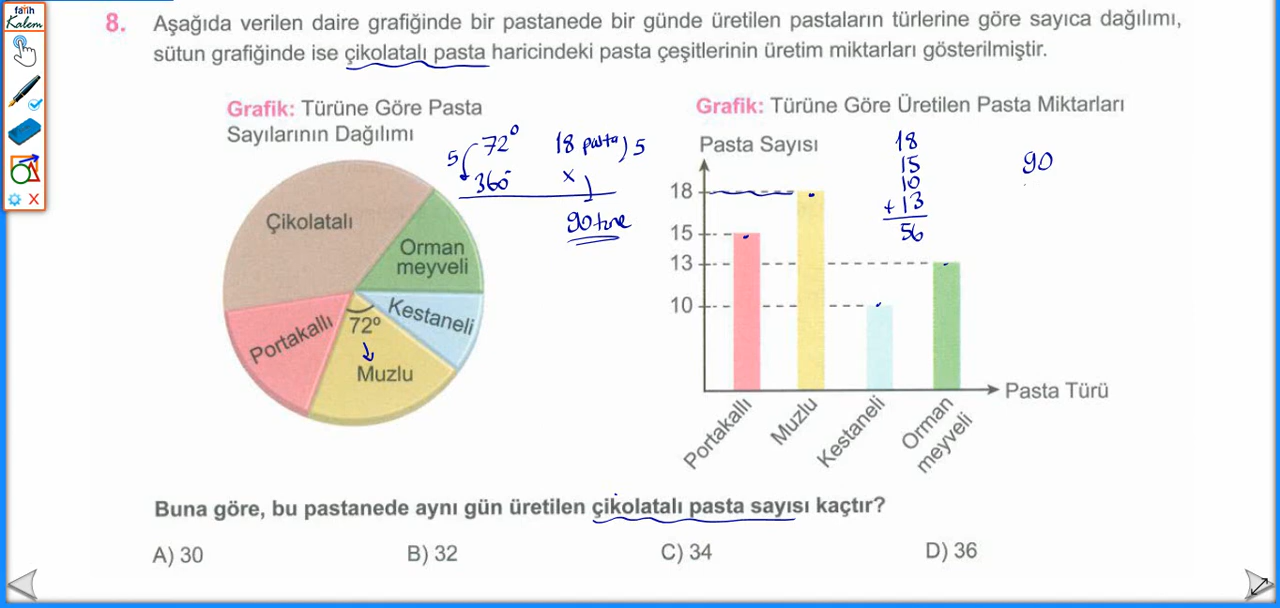 fatih
Kalem
8. Aşağıda verilen daire grafiğinde bir pastanede bir günde üretilen pastaların türlerine göre sayıca dağılımı,
sütun grafiğinde ise çikolatalı pasta haricindeki pasta çeşitlerinin üretim miktarları gösterilmiştir.
Grafik: Türüne Göre Pasta
Sayılarının Dağılımı
Çikolatalı
Orman
meyveli
Kestaneli
Portakallı
72°
Muzlu
5 72° 18 pasta 5
360° x
90 tane
Grafik: Türüne Göre Üretilen Pasta Miktarları
Pasta Sayısı
18
15
13
10
Portakallı
Muzlu
Kestaneli
Orman
meyveli
Pasta Türü
18
15
10
+ 13
56
90
Buna göre, bu pastanede aynı gün üretilen çikolatalı pasta sayısı kaçtır?
A) 30 B) 32 C) 34 D) 36